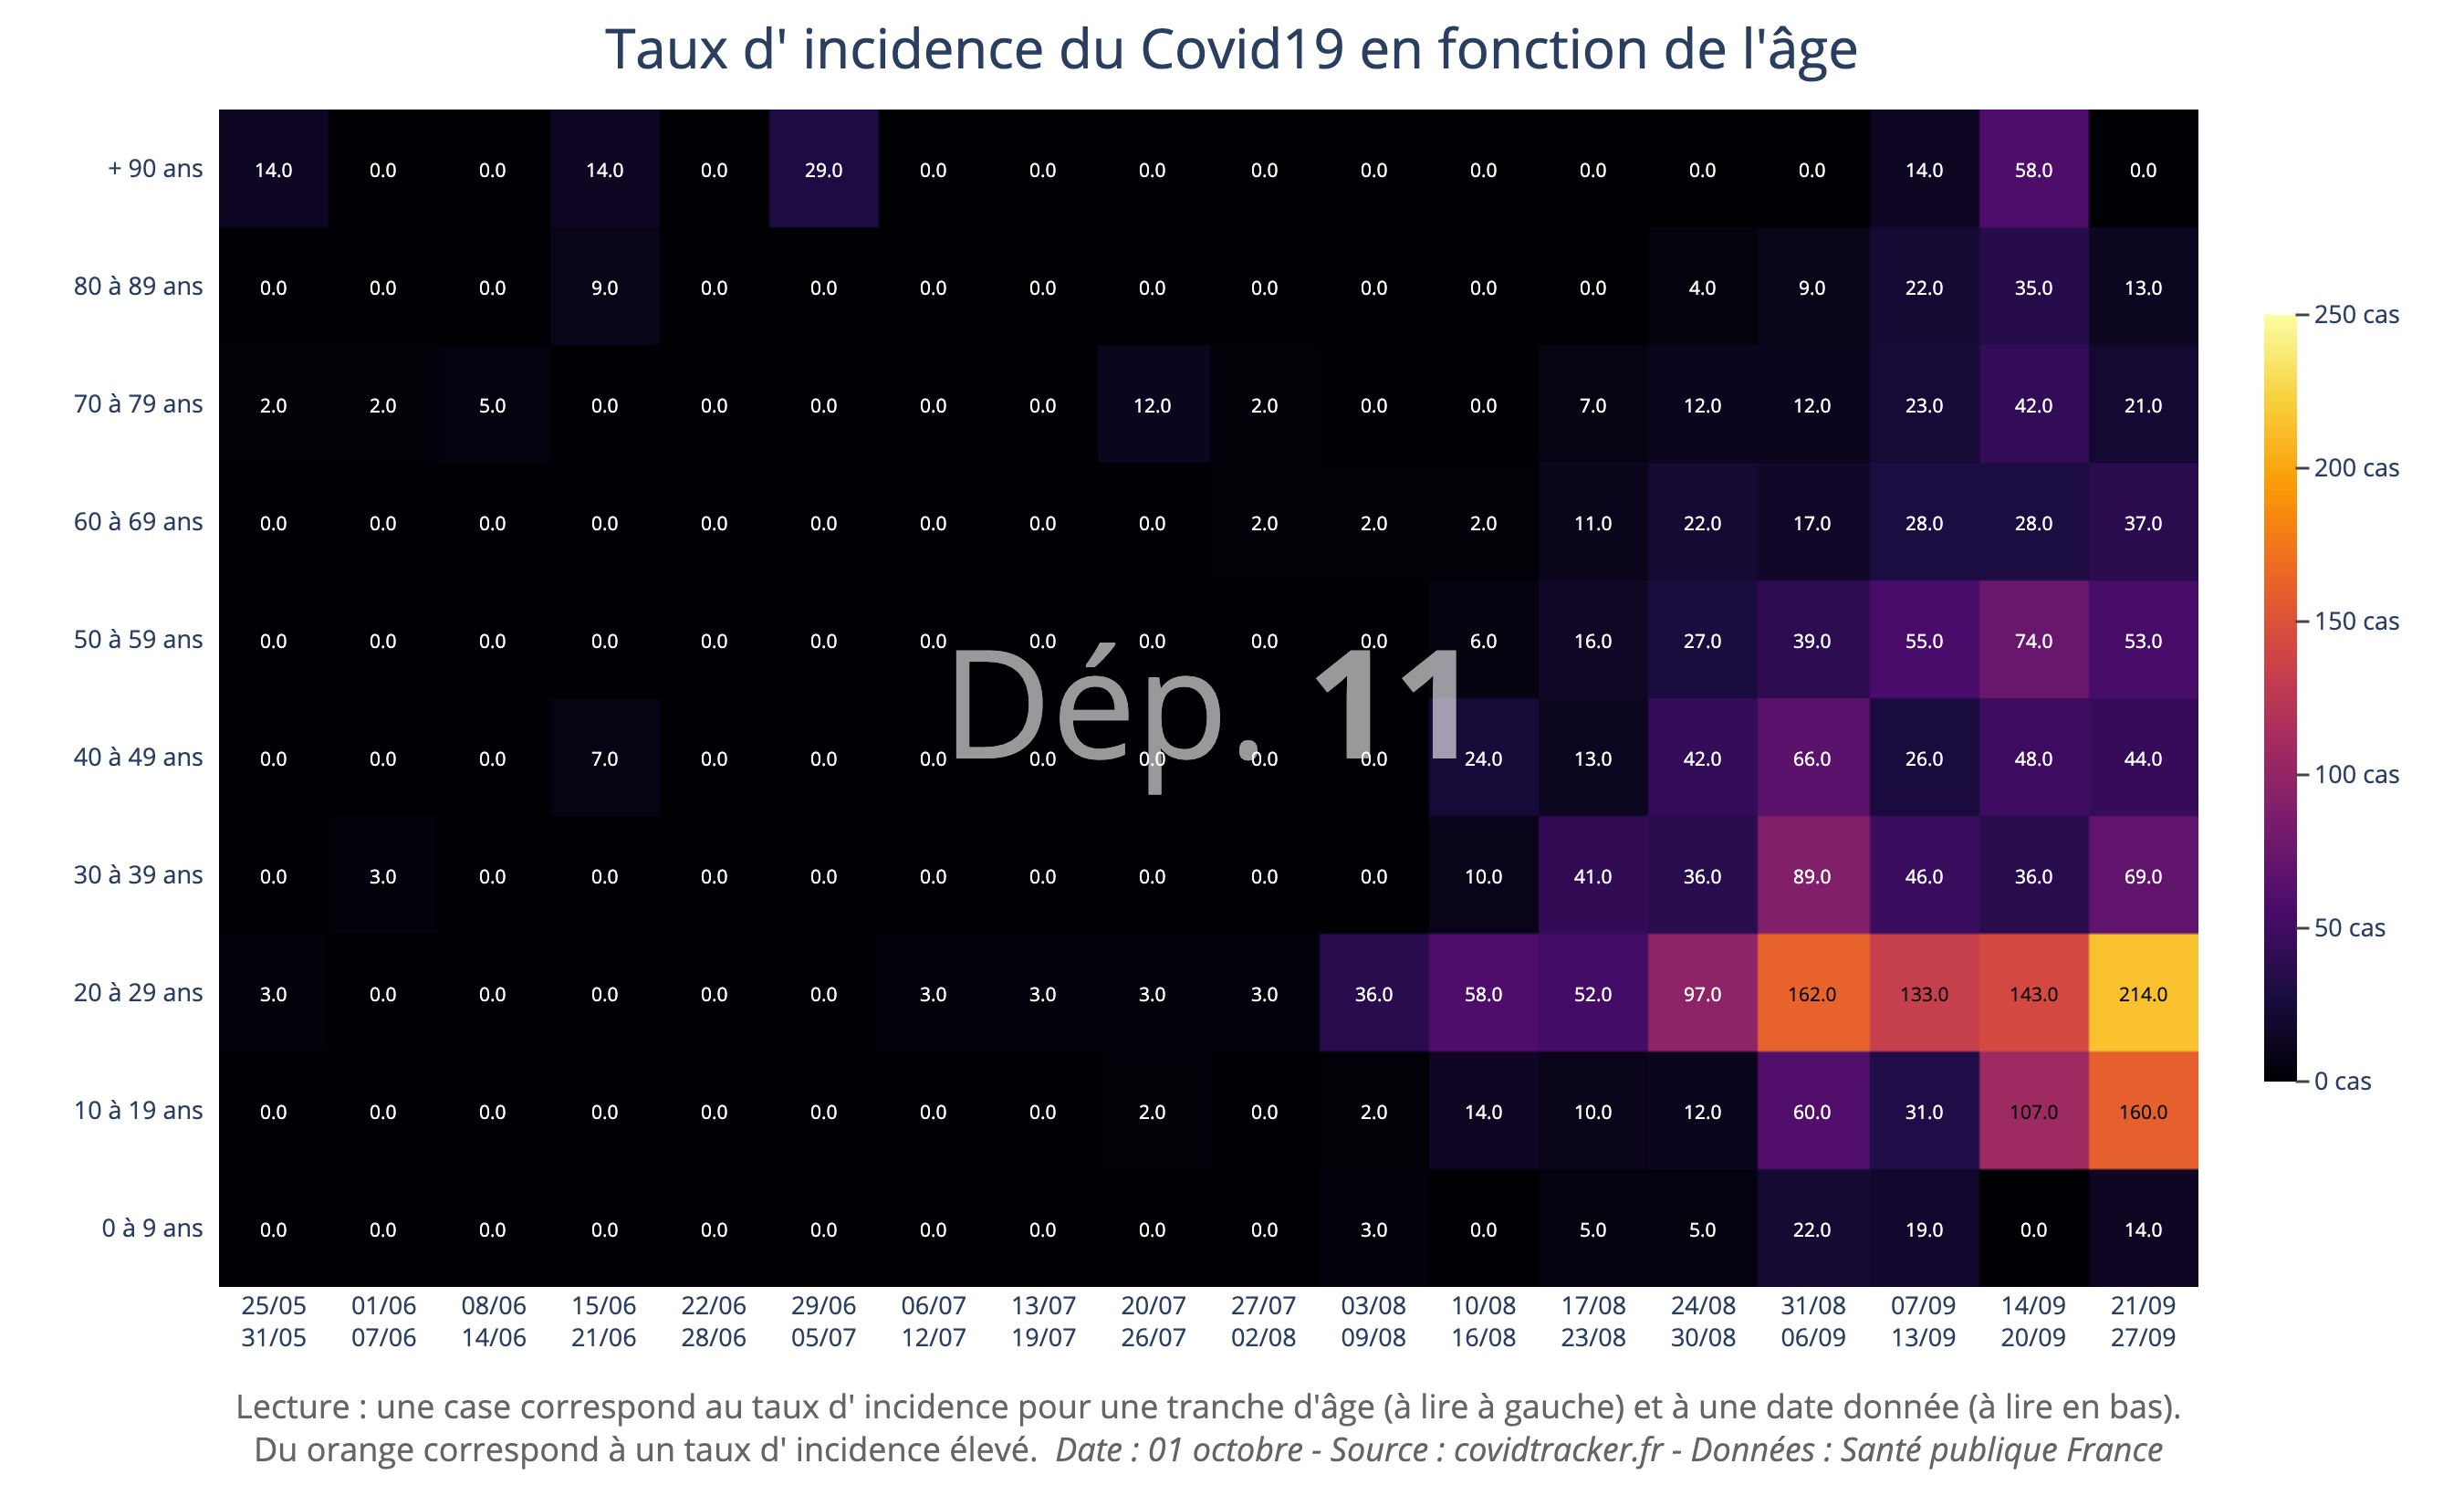 Taux d' incidence du Covid19 en fonction de l'âge
+ 90 ans 14.0 0.0 0.0 14.0 0.0 29.0 0.0 0.0 0.0 0.0 0.0 0.0 0.0 0.0 0.0 14.0 58.0 0.0
80 à 89 ans 0.0 0.0 0.0 9.0 0.0 0.0 0.0 0.0 0.0 0.0 0.0 0.0 0.0 4.0 9.0 22.0 35.0 13.0
250 cas
70 à 79 ans 2.0 2.0 5.0 0.0 0.0 0.0 0.0 0.0 12.0 2.0 0.0 0.0 7.0 12.0 12.0 23.0 42.0 21.0
200 cas
60 à 69 ans 0.0 0.0 0.0 0.0 0.0 0.0 0.0 0.0 0.0 2.0 2.0 2.0 11.0 22.0 17.0 28.0 28.0 37.0
150 cas
50 à 59 ans 0.0 0.0 0.0 0.0 0.0 0.0 0.0 0.0 0.0 0.0 0.0 6.0 16.0 27.0 39.0 55.0 74.0 53.0
Dép. 11
40 à 49 ans 0.0 0.0 0.0 7.0 0.0 0.0 0.0 0.0 0.0 0.0 0.0 24.0 13.0 42.0 66.0 26.0 48.0 44.0
100 cas
30 à 39 ans 0.0 3.0 0.0 0.0 0.0 0.0 0.0 0.0 0.0 0.0 0.0 10.0 41.0 36.0 89.0 46.0 36.0 69.0
50 cas
20 à 29 ans 3.0 0.0 0.0 0.0 0.0 0.0 3.0 3.0 3.0 3.0 36.0 58.0 52.0 97.0 162.0 133.0 143.0 214.0
0 cas
10 à 19 ans 0.0 0.0 0.0 0.0 0.0 0.0 0.0 0.0 2.0 0.0 2.0 14.0 10.0 12.0 60.0 31.0 107.0 160.0
0 à 9 ans 0.0 0.0 0.0 0.0 0.0 0.0 0.0 0.0 0.0 0.0 3.0 0.0 5.0 5.0 22.0 19.0 0.0 14.0
25/05 01/06 08/06 15/06 22/06 29/06 06/07 13/07 20/07 27/07 03/08 10/08 17/08 24/08 31/08 07/09 14/09 21/09
31/05 07/06 14/06 21/06 28/06 05/07 12/07 19/07 26/07 02/08 09/08 16/08 23/08 30/08 06/09 13/09 20/09 27/09
Lecture : une case correspond au taux d' incidence pour une tranche d'âge (à lire à gauche) et à une date donnée (à lire en bas).
Du orange correspond à un taux d' incidence élevé. Date : 01 octobre - Source : covidtracker.fr - Données : Santé publique France